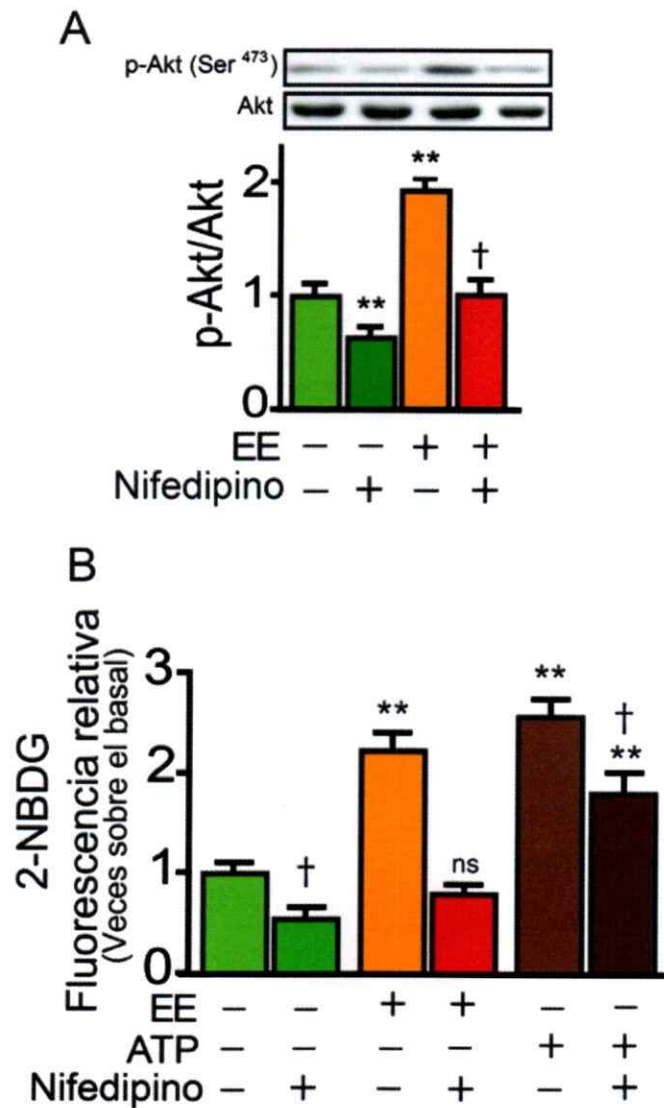 A
p-Akt (Ser 473)
Akt
p-Akt/Akt
2
1
0
**
**
†
EE − − + +
Nifedipino − + − +
B
2-NBDG
Fluorescencia relativa
(Veces sobre el basal)
3
2
1
0
†
**
ns
**
†
**
EE − − + + − −
ATP − − − − + +
Nifedipino − + − + − +